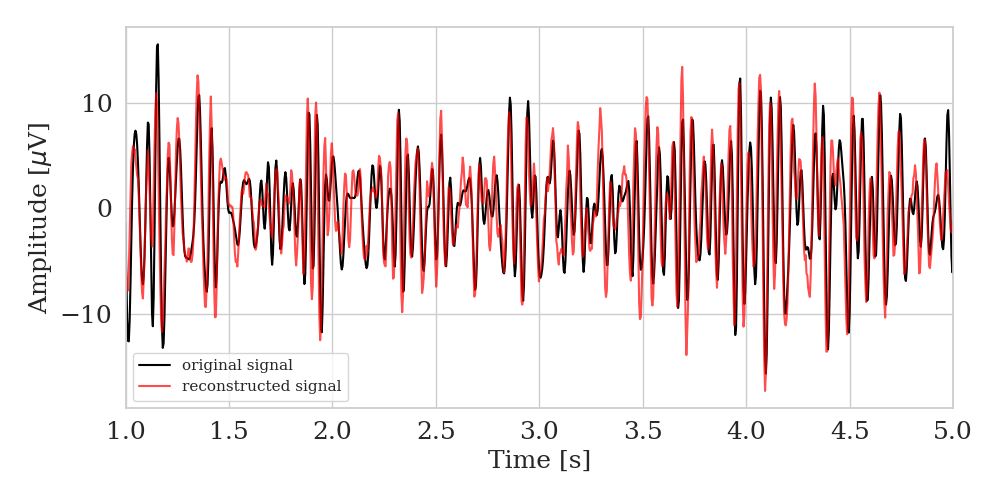 Amplitude [μV]
10
0
−10
original signal
reconstructed signal
1.0 1.5 2.0 2.5 3.0 3.5 4.0 4.5 5.0
Time [s]